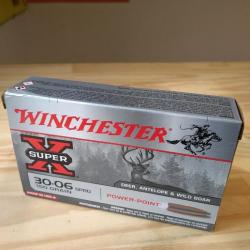 WINCHESTER
SUPER
X
30-06 SPRG
DEER, ANTELOPE & WILD BOAR
POWER-POINT